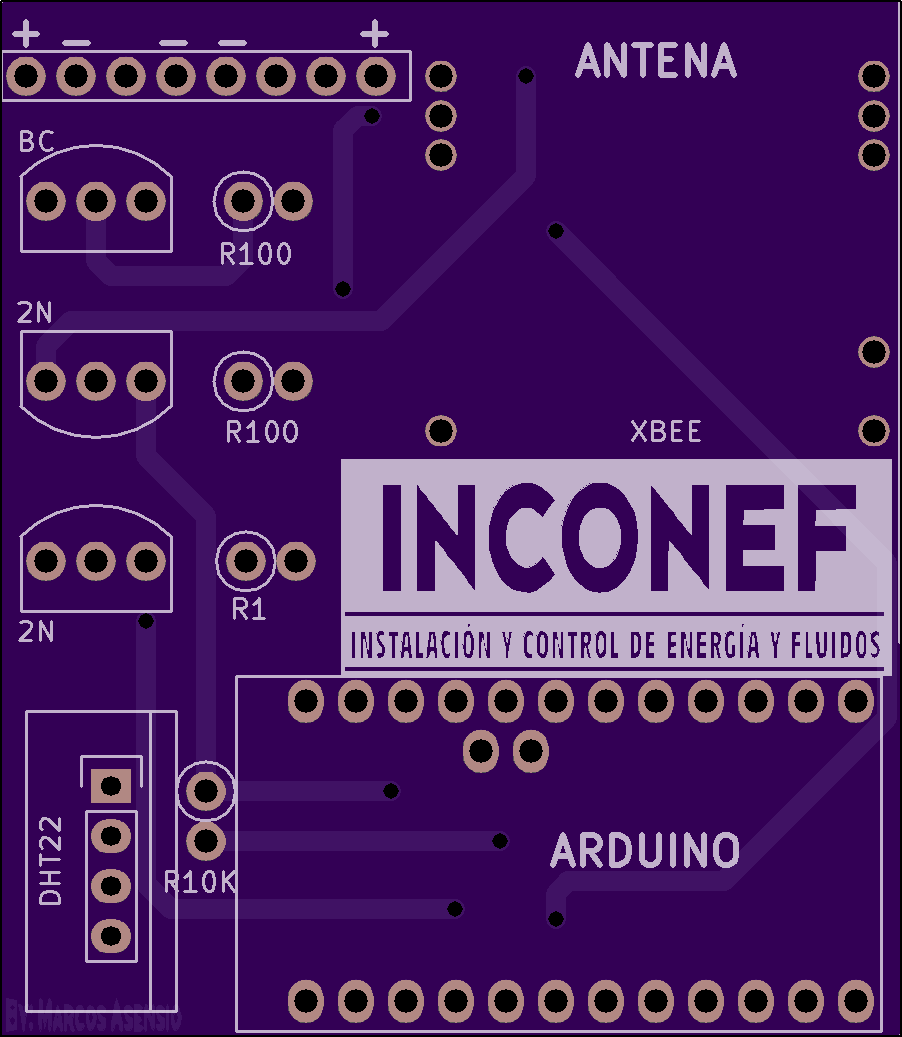 + − − − +
ANTENA
BC
R100
2N
R100
XBEE
INCONEF
INSTALACIÓN Y CONTROL DE ENERGÍA Y FLUIDOS
R1
2N
DHT22
ARDUINO
R10K
By: Marcos Asensio